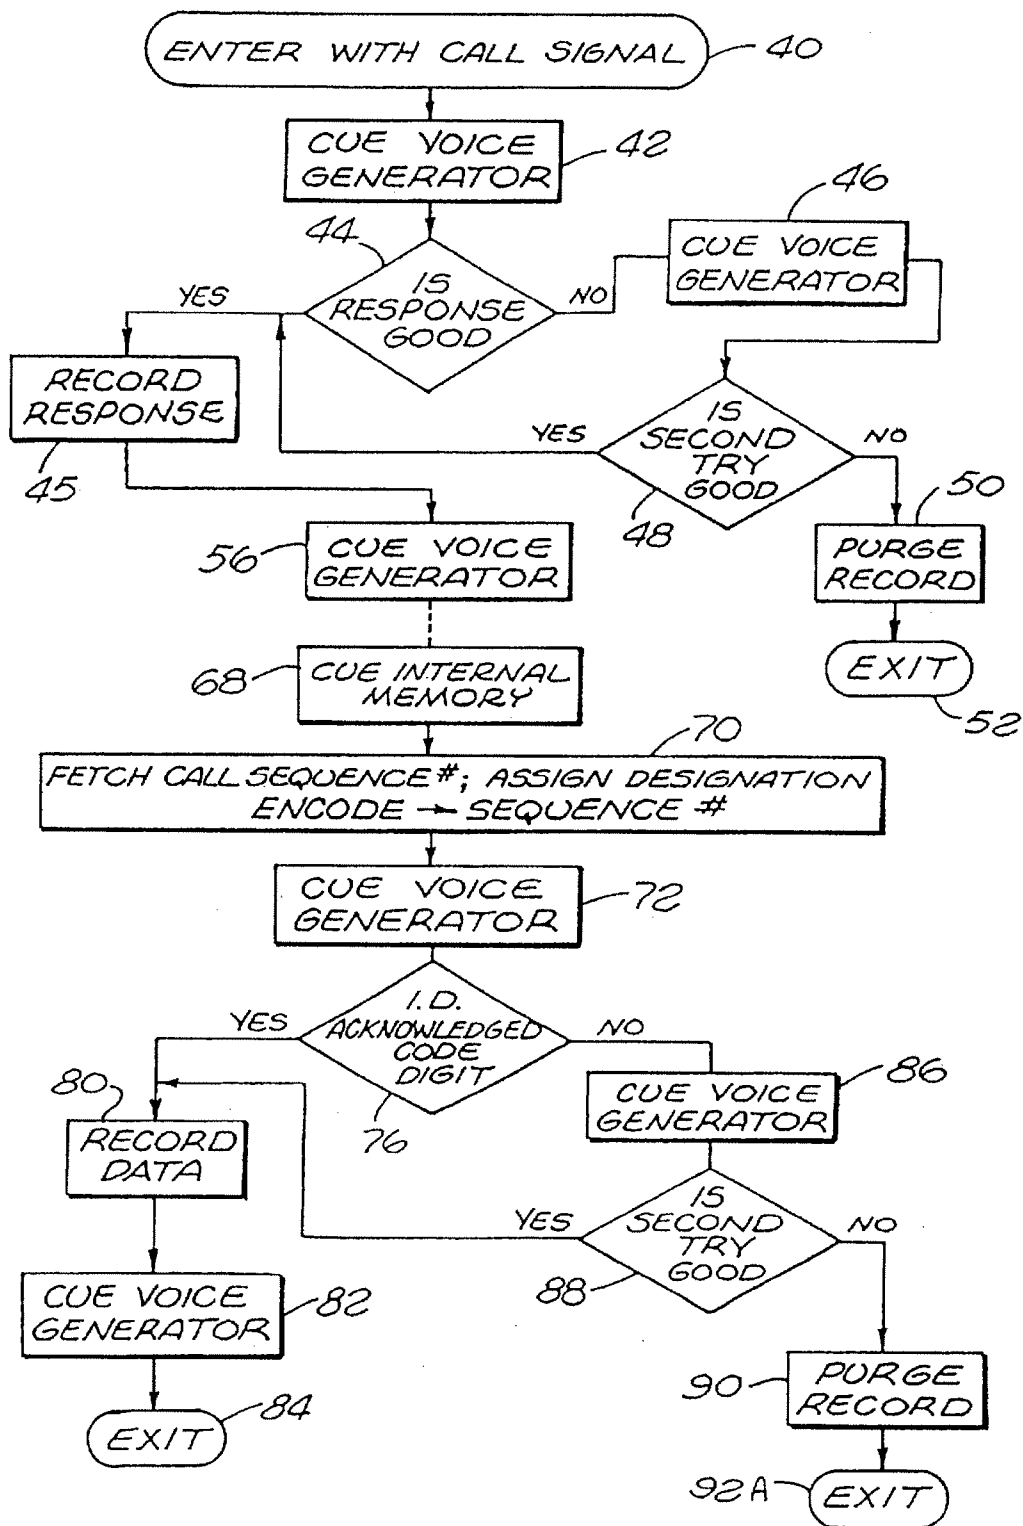 ENTER WITH CALL SIGNAL
40
CUE VOICE
GENERATOR
42
44
IS
RESPONSE
GOOD
YES
NO
46
CUE VOICE
GENERATOR
RECORD
RESPONSE
45
IS
SECOND
TRY
GOOD
YES
NO
48
50
PURGE
RECORD
EXIT
52
56
CUE VOICE
GENERATOR
68
CUE INTERNAL
MEMORY
70
FETCH CALL SEQUENCE #; ASSIGN DESIGNATION
ENCODE → SEQUENCE #
CUE VOICE
GENERATOR
72
I.D.
ACKNOWLEDGED
CODE
DIGIT
YES
NO
76
80
RECORD
DATA
86
CUE VOICE
GENERATOR
IS
SECOND
TRY
GOOD
YES
NO
88
CUE VOICE
GENERATOR
82
EXIT
84
90
PURGE
RECORD
92A
EXIT